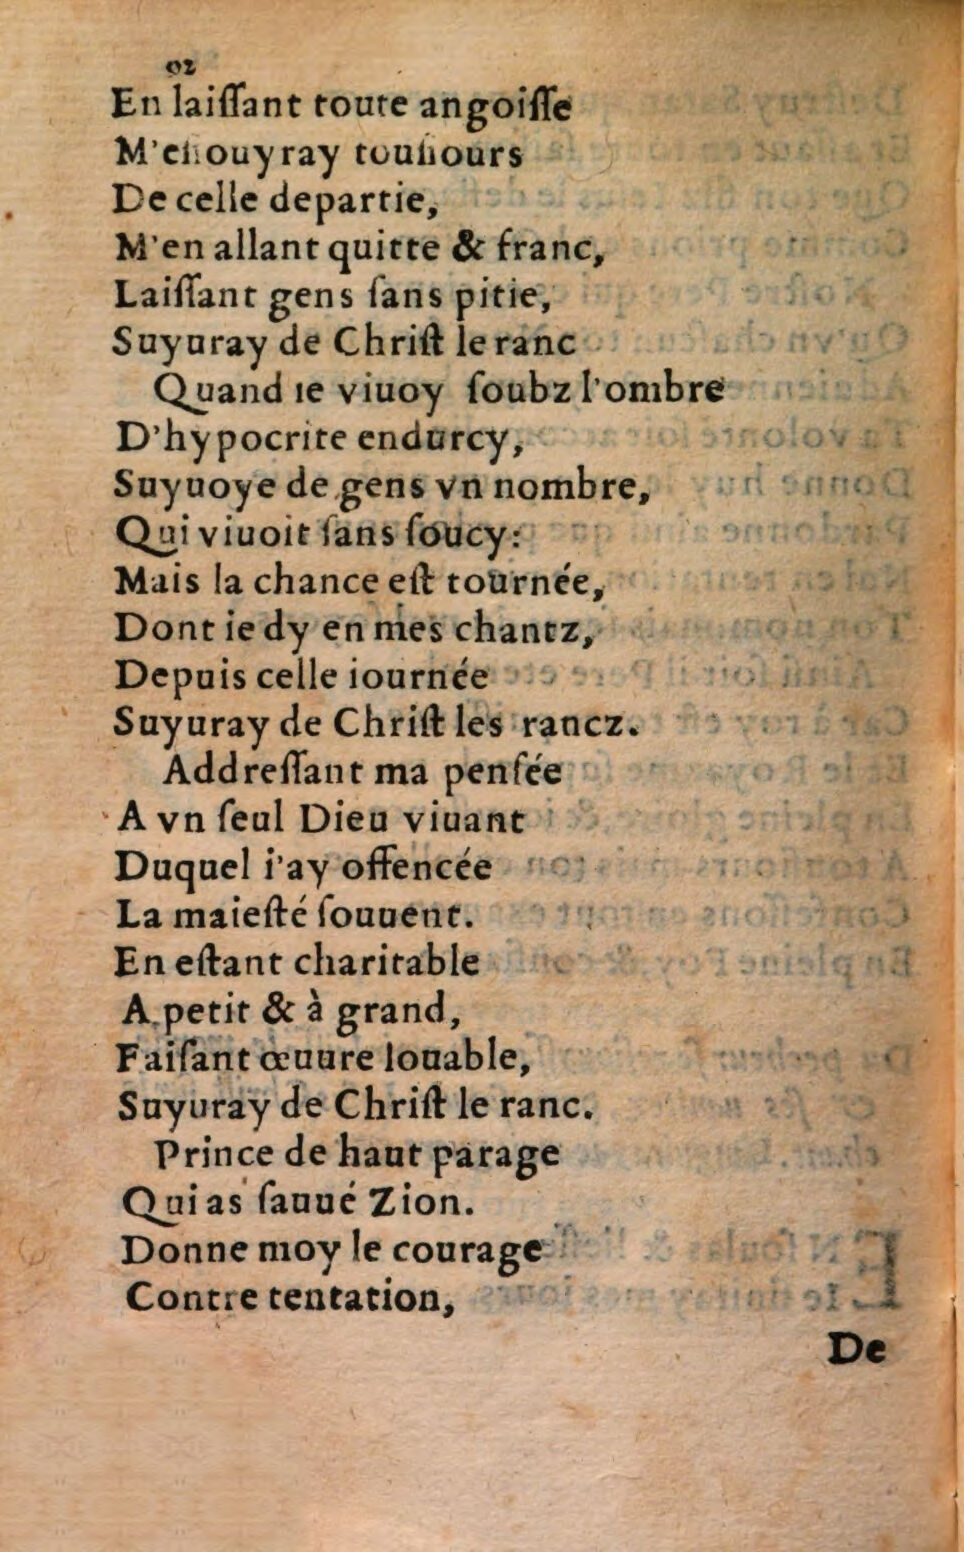 92
En laiſſant toute angoiſſe
M'eſiouyray touſiours
De celle departie,
M'en allant quitte & franc,
Laiſſant gens ſans pitie,
Suyuray de Chriſt le ranc
Quand ie viuoy ſoubz l'ombre
D'hypocrite endurcy,
Suyuoye de gens vn nombre,
Qui viuoit ſans ſoucy:
Mais la chance eſt tournée,
Dont ie dy en mes chantz,
Depuis celle iournée
Suyuray de Chriſt les rancz.
Addreſſant ma penſée
A vn ſeul Dieu viuant
Duquel i'ay offencée
La maieſté ſouuent.
En eſtant charitable
A petit & à grand,
Faiſant œuure louable,
Suyuray de Chriſt le ranc.
Prince de haut parage
Qui as ſauué Zion.
Donne moy le courage
Contre tentation,
De